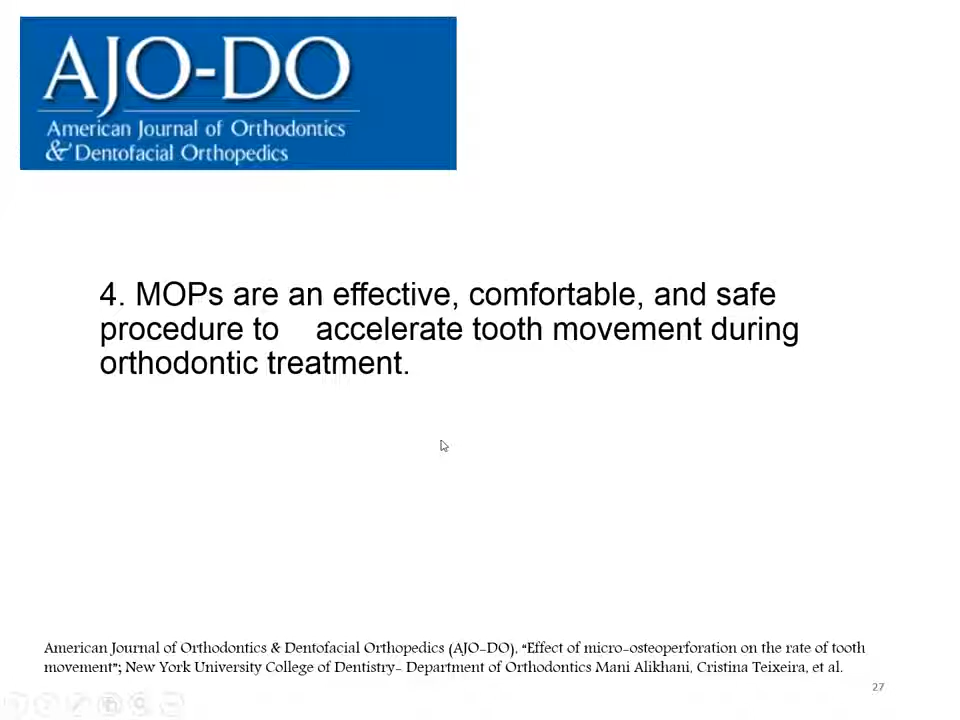 AJO-DO
American Journal of Orthodontics
& Dentofacial Orthopedics
4. MOPs are an effective, comfortable, and safe
procedure to accelerate tooth movement during
orthodontic treatment.
American Journal of Orthodontics & Dentofacial Orthopedics (AJO-DO), “Effect of micro-osteoperforation on the rate of tooth
movement”; New York University College of Dentistry- Department of Orthodontics Mani Alikhani, Cristina Teixeira, et al.
27